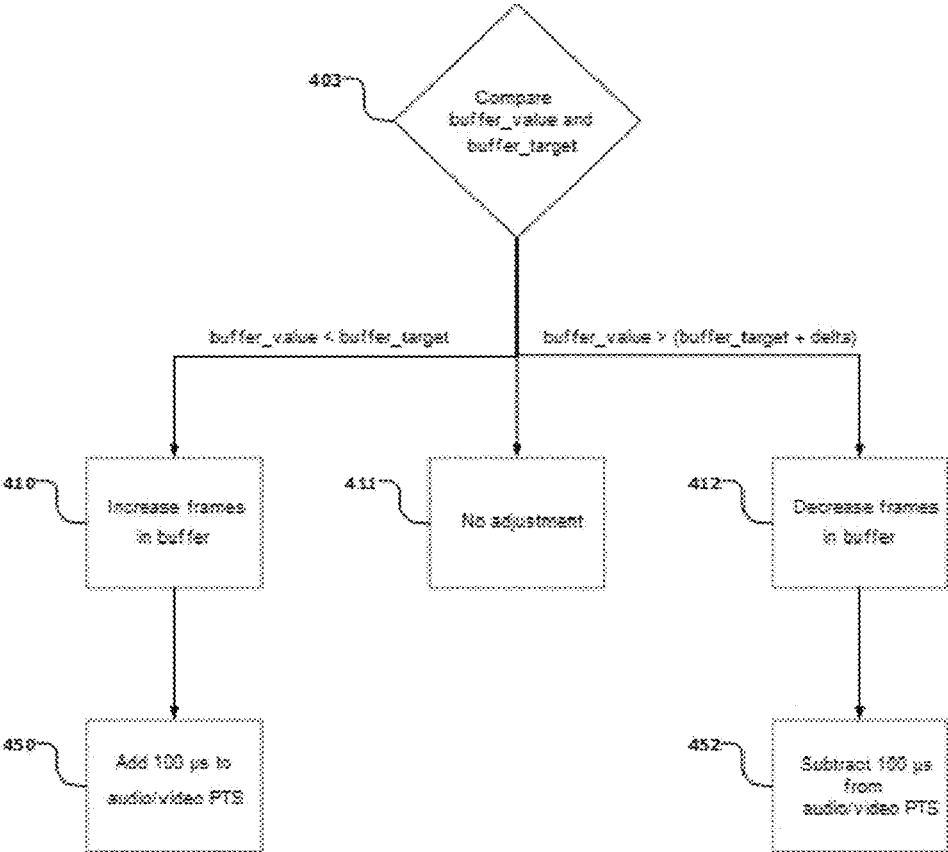 403
Compare
buffer_value and
buffer_target
buffer_value < buffer_target
buffer_value > (buffer_target + delta)
410
Increase frames
in buffer
411
No adjustment
412
Decrease frames
in buffer
450
Add 100 µs to
audio/video PTS
452
Subtract 100 µs
from
audio/video PTS